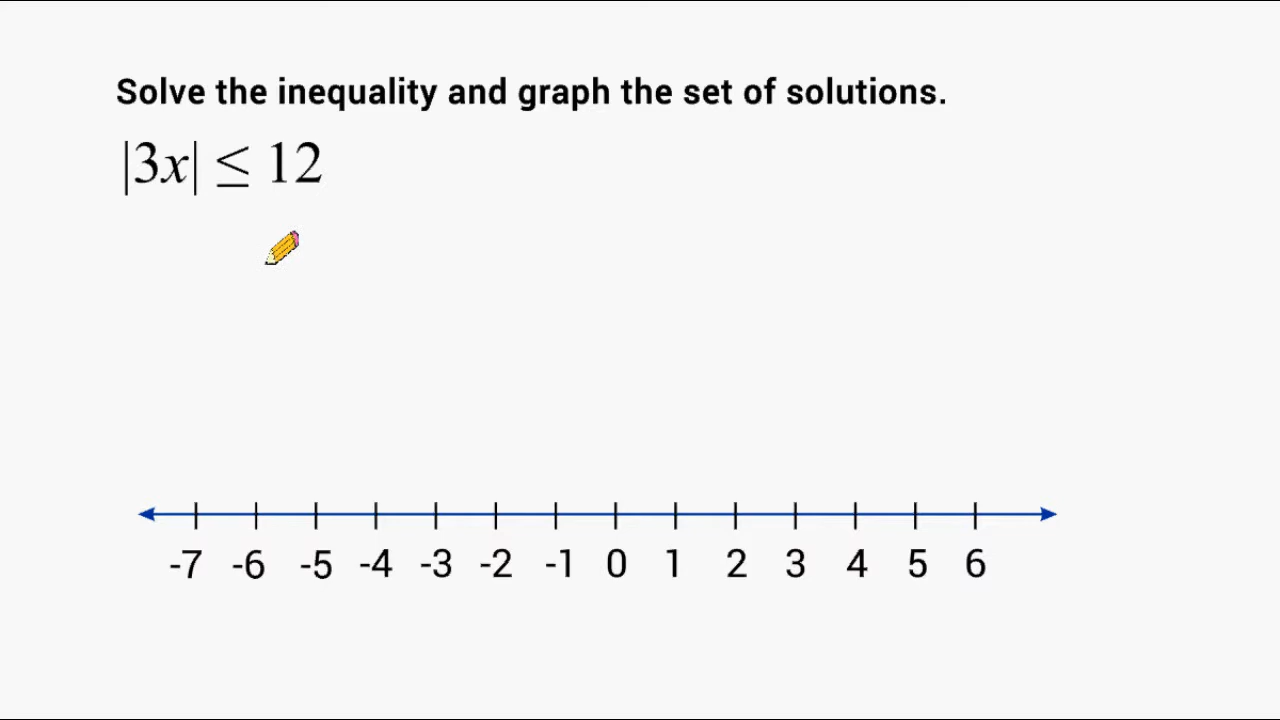 Solve the inequality and graph the set of solutions.
|3x| ≤ 12
-7 -6 -5 -4 -3 -2 -1 0 1 2 3 4 5 6